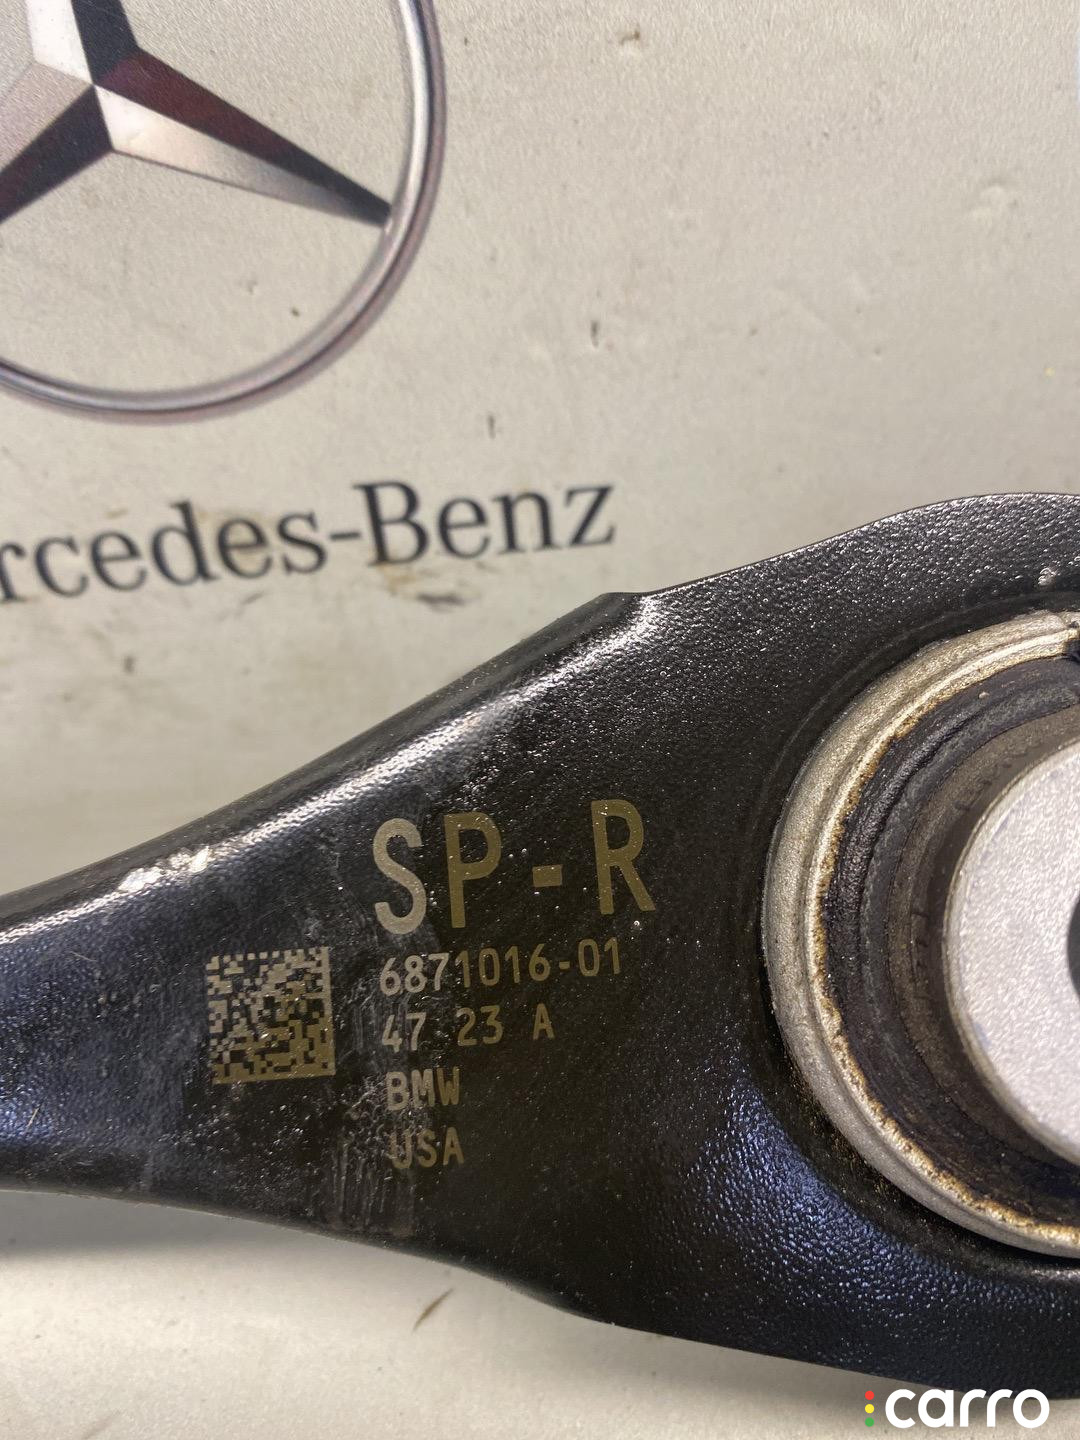 rcedes-Benz
SP-R
6871016-01
47 23 A
BMW
USA
carro